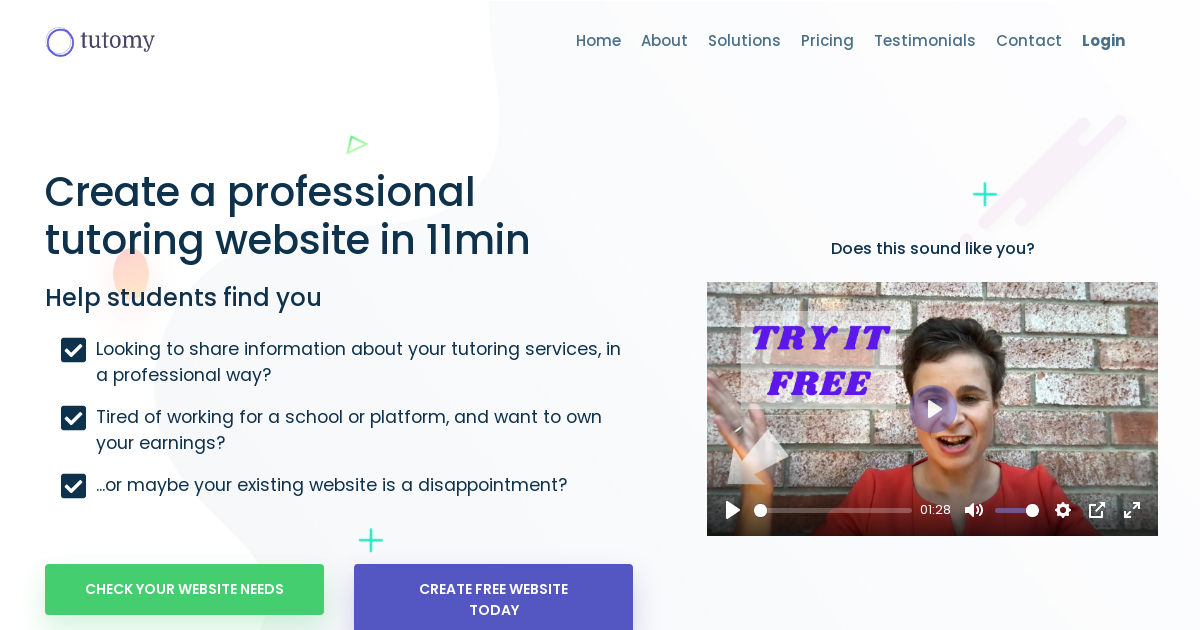 tutomy
Home About Solutions Pricing Testimonials Contact Login
Create a professional
tutoring website in 11min
Help students find you
Looking to share information about your tutoring services, in
a professional way?
Tired of working for a school or platform, and want to own
your earnings?
...or maybe your existing website is a disappointment?
CHECK YOUR WEBSITE NEEDS
CREATE FREE WEBSITE
TODAY
Does this sound like you?
TRY IT
FREE
01:28